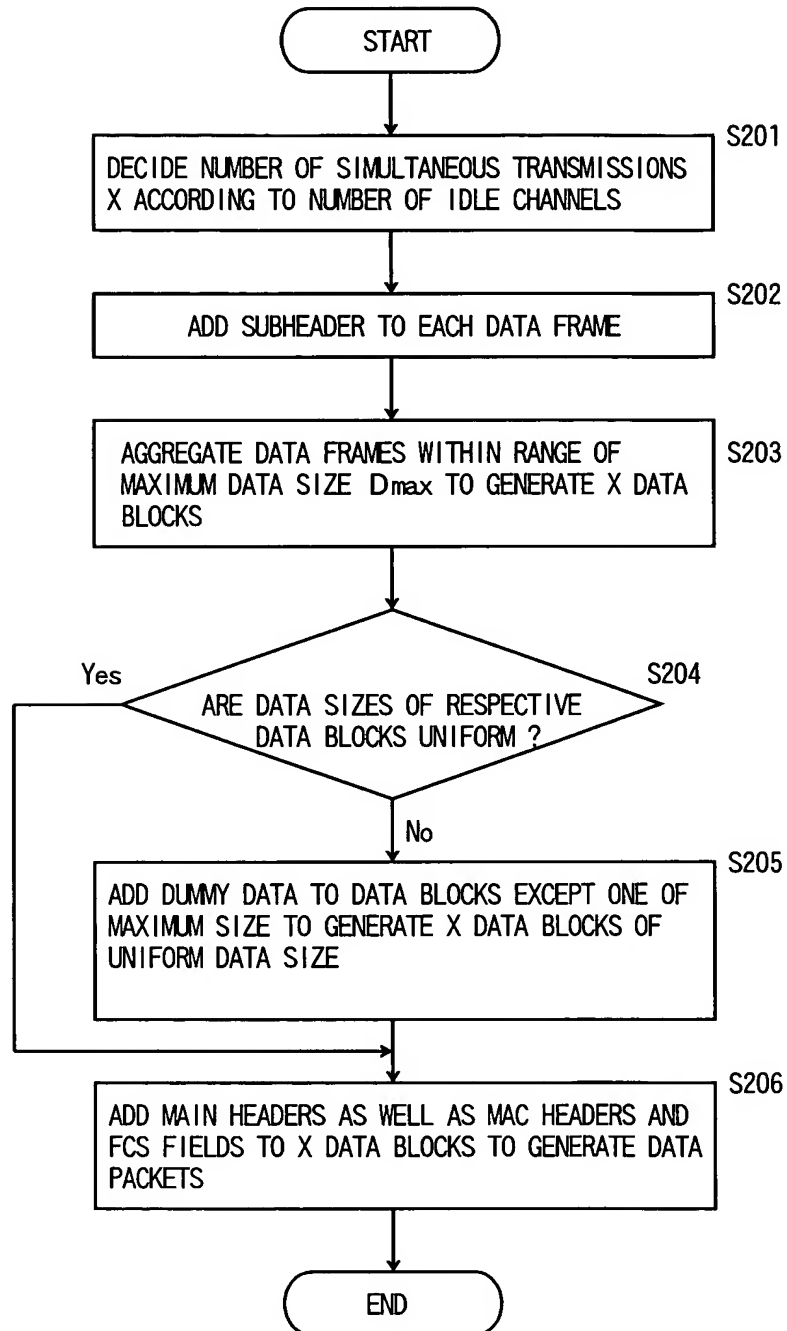 START
S201
DECIDE NUMBER OF SIMULTANEOUS TRANSMISSIONS
X ACCORDING TO NUMBER OF IDLE CHANNELS
S202
ADD SUBHEADER TO EACH DATA FRAME
S203
AGGREGATE DATA FRAMES WITHIN RANGE OF
MAXIMUM DATA SIZE Dmax TO GENERATE X DATA
BLOCKS
Yes
S204
ARE DATA SIZES OF RESPECTIVE
DATA BLOCKS UNIFORM ?
No
S205
ADD DUMMY DATA TO DATA BLOCKS EXCEPT ONE OF
MAXIMUM SIZE TO GENERATE X DATA BLOCKS OF
UNIFORM DATA SIZE
S206
ADD MAIN HEADERS AS WELL AS MAC HEADERS AND
FCS FIELDS TO X DATA BLOCKS TO GENERATE DATA
PACKETS
END